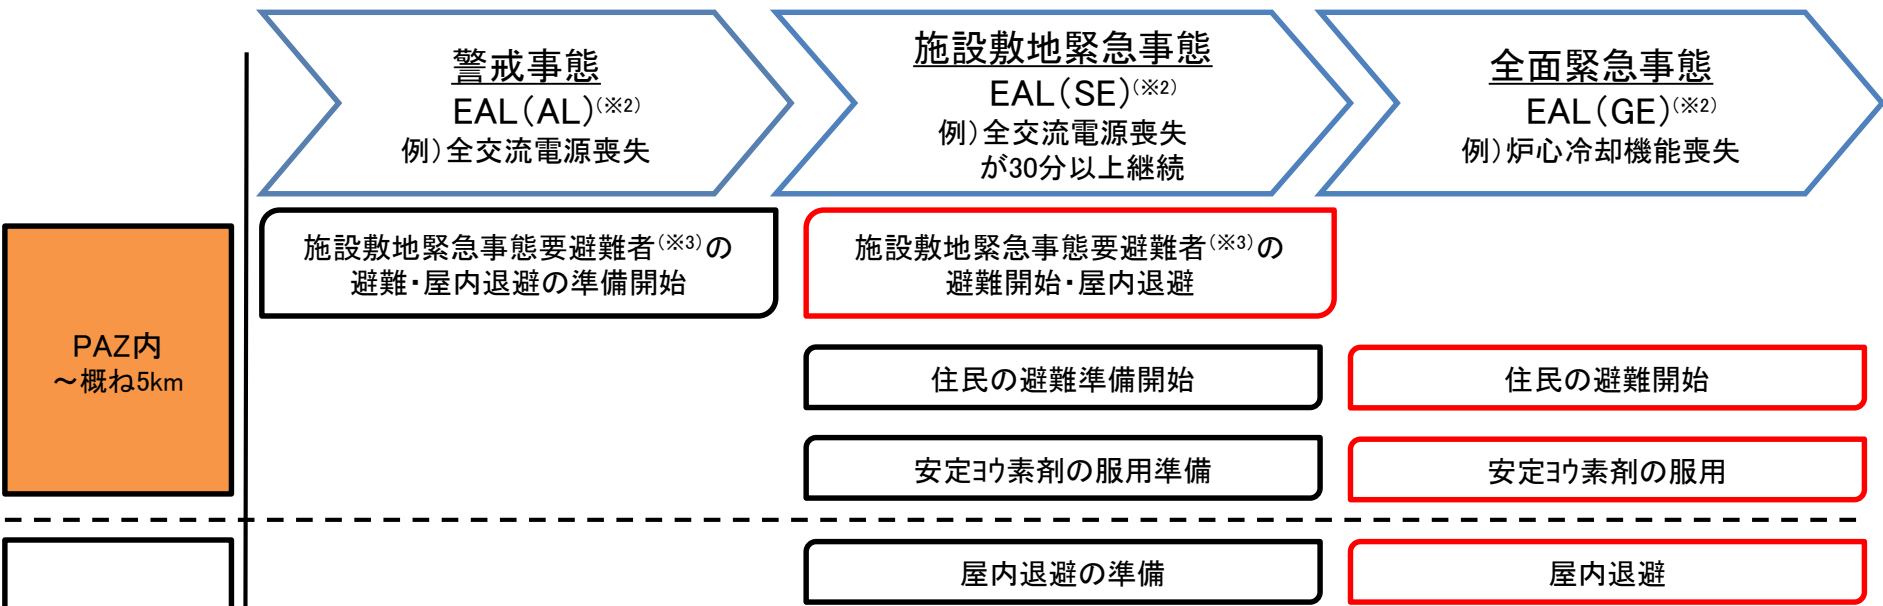 警戒事態
EAL(AL)(※2)
例)全交流電源喪失
施設敷地緊急事態
EAL(SE)(※2)
例)全交流電源喪失
が30分以上継続
全面緊急事態
EAL(GE)(※2)
例)炉心冷却機能喪失
PAZ内
～概ね5km
施設敷地緊急事態要避難者(※3)の
避難・屋内退避の準備開始
施設敷地緊急事態要避難者(※3)の
避難開始・屋内退避
住民の避難準備開始
住民の避難開始
安定ﾖｳ素剤の服用準備
安定ﾖｳ素剤の服用
屋内退避の準備
屋内退避